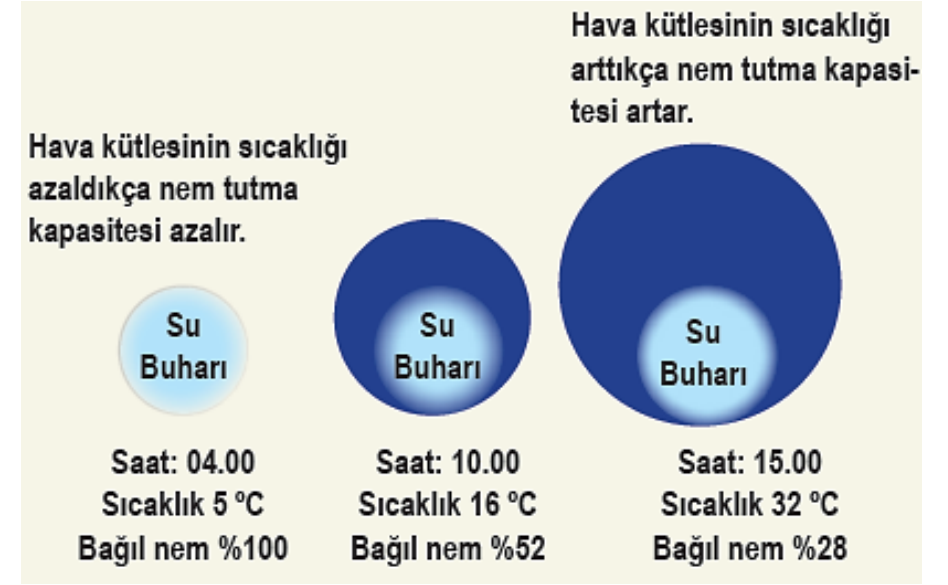 Hava kütlesinin sıcaklığı
azaldıkça nem tutma
kapasitesi azalır.
Hava kütlesinin sıcaklığı
arttıkça nem tutma kapasi-
tesi artar.
Su
Buharı
Su
Buharı
Su
Buharı
Saat: 04.00
Sıcaklık 5 ºC
Bağıl nem %100
Saat: 10.00
Sıcaklık 16 ºC
Bağıl nem %52
Saat: 15.00
Sıcaklık 32 ºC
Bağıl nem %28